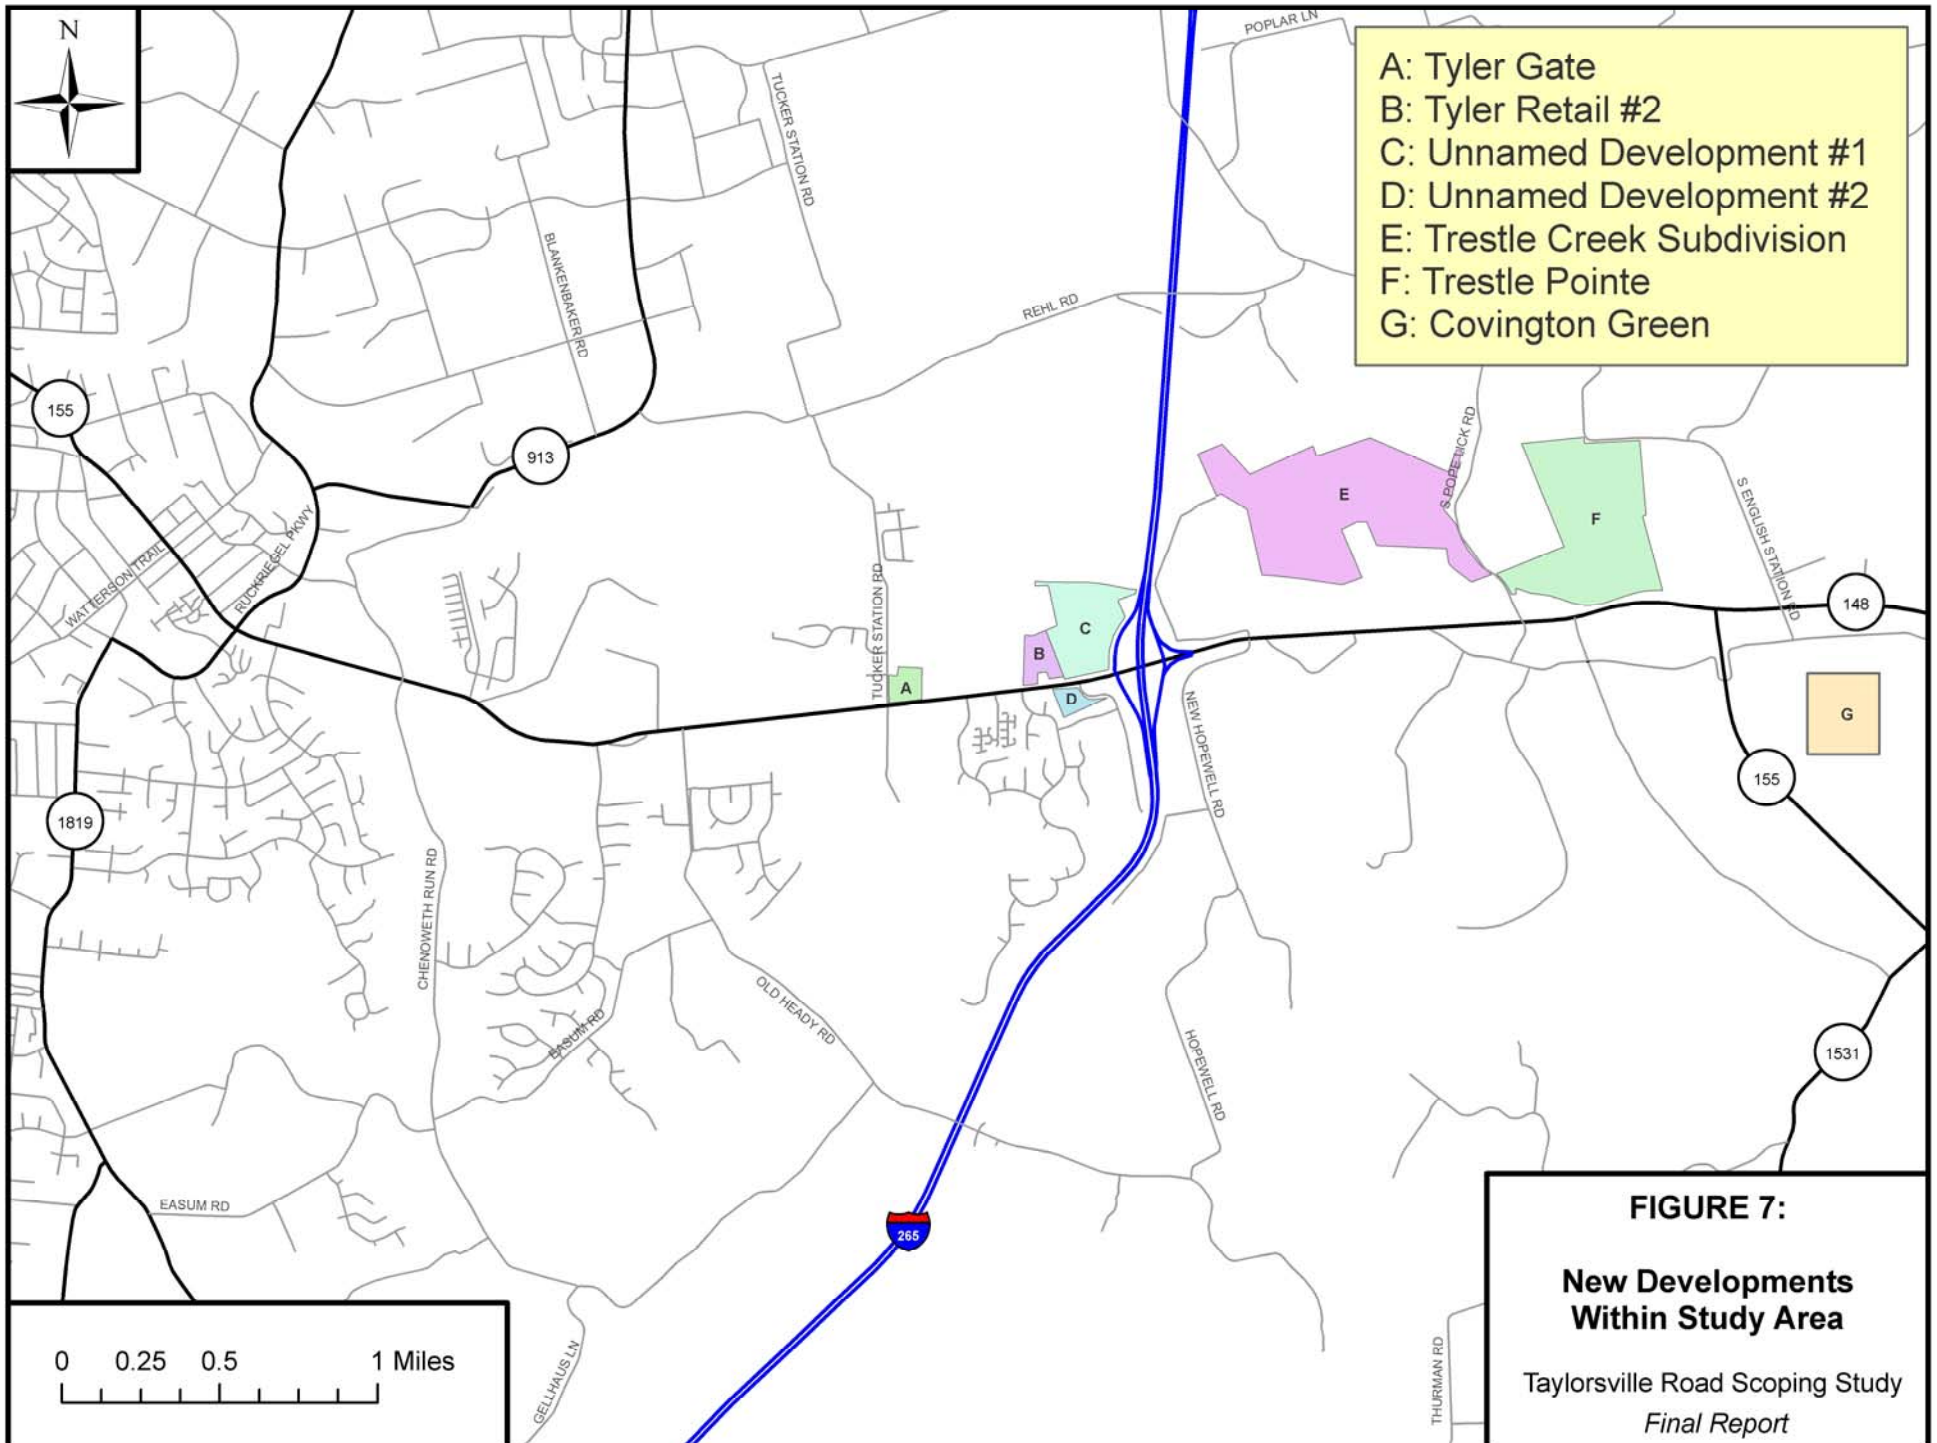 N
POPLAR LN
A: Tyler Gate
B: Tyler Retail #2
C: Unnamed Development #1
D: Unnamed Development #2
E: Trestle Creek Subdivision
F: Trestle Pointe
G: Covington Green
TUCKER STATION RD
BLANKENBAKER RD
REHL RD
155
913
S POPE LICK RD
E
F
S ENGLISH STATION RD
WATTERSON TRAIL
RUCKRIEGEL PKWY
TUCKER STATION RD
148
C
B
A
D
NEW HOPEWELL RD
G
155
1819
CHENOWETH RUN RD
OLD HEADY RD
EASUM RD
HOPEWELL RD
1531
EASUM RD
265
GELLHAUS LN
THURMAN RD
0 0.25 0.5 1 Miles
FIGURE 7:
New Developments
Within Study Area
Taylorsville Road Scoping Study
Final Report